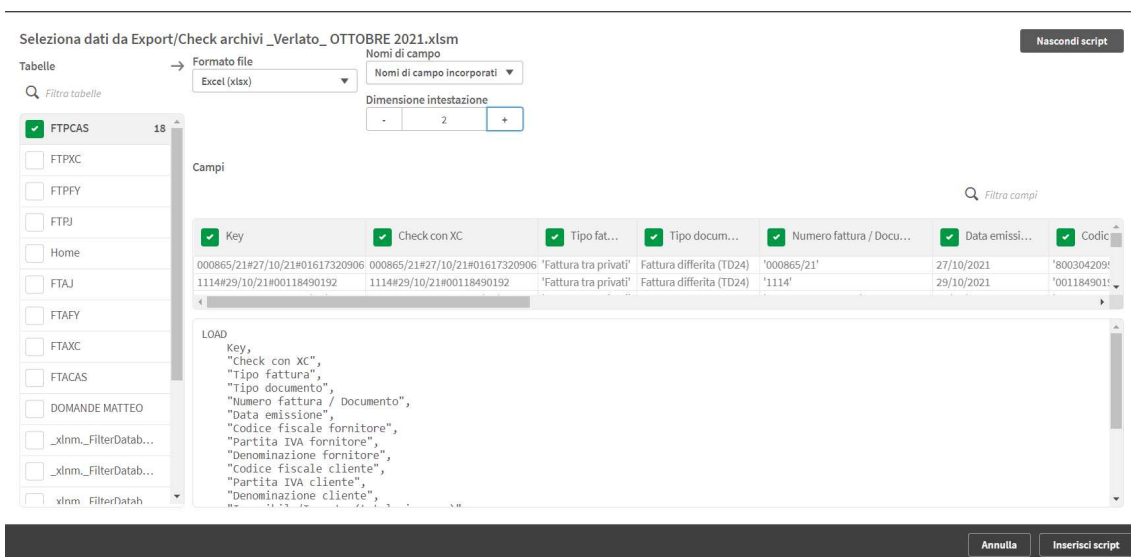 Seleziona dati da Export/Check archivi _Verlato_ OTTOBRE 2021.xlsm
Nascondi script
Tabelle
Filtra tabelle
FTPCAS 18
FTPXC
FTPFY
FTPJ
Home
FTAJ
FTAFY
FTAXC
FTACAS
DOMANDE MATTEO
_xlnm._FilterDatab...
_xlnm._FilterDatab...
_xlnm._FilterDatab
Formato file
Excel (xlsx)
Nomi di campo
Nomi di campo incorporati
Dimensione intestazione
- 2 +
Campi
Filtra campi
Key Check con XC Tipo fat... Tipo docum... Numero fattura / Docu... Data emissi... Codic
000865/21#27/10/21#01617320906 000865/21#27/10/21#01617320906 'Fattura tra privati' Fattura differita (TD24) '000865/21' 27/10/2021 '800304209
1114#29/10/21#00118490192 1114#29/10/21#00118490192 'Fattura tra privati' Fattura differita (TD24) '1114' 29/10/2021 '001184901
LOAD
Key,
"Check con XC",
"Tipo fattura",
"Tipo documento",
"Numero fattura / Documento",
"Data emissione",
"Codice fiscale fornitore",
"Partita IVA fornitore",
"Denominazione fornitore",
"Codice fiscale cliente",
"Partita IVA cliente",
"Denominazione cliente",
Annulla
Inserisci script